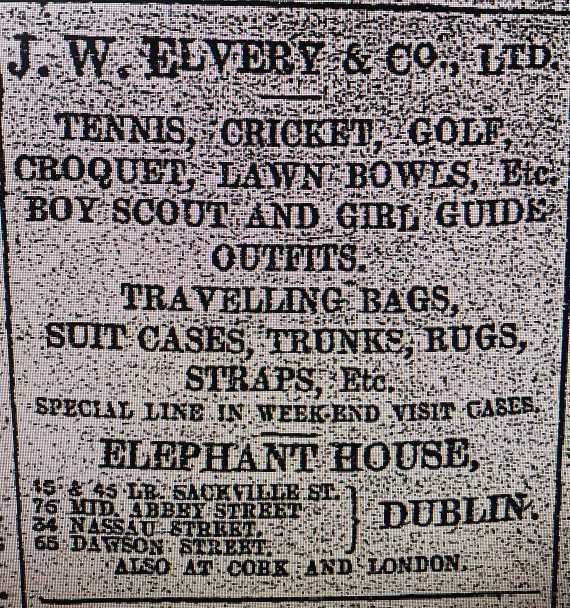 J. W. ELVERY & CO., LTD.
TENNIS, CRICKET, GOLF,
CROQUET, LAWN BOWLS, Etc.
BOY SCOUT AND GIRL GUIDE
OUTFITS.
TRAVELLING BAGS,
SUIT CASES, TRUNKS, RUGS,
STRAPS, Etc.
SPECIAL LINE IN WEEK-END VISIT CASES.
ELEPHANT HOUSE,
& 45 LR. SACKVILLE ST.
MID. ABBEY STREET
34 NASSAU STREET.
DAWSON STREET.
DUBLIN.
ALSO AT CORK AND LONDON.